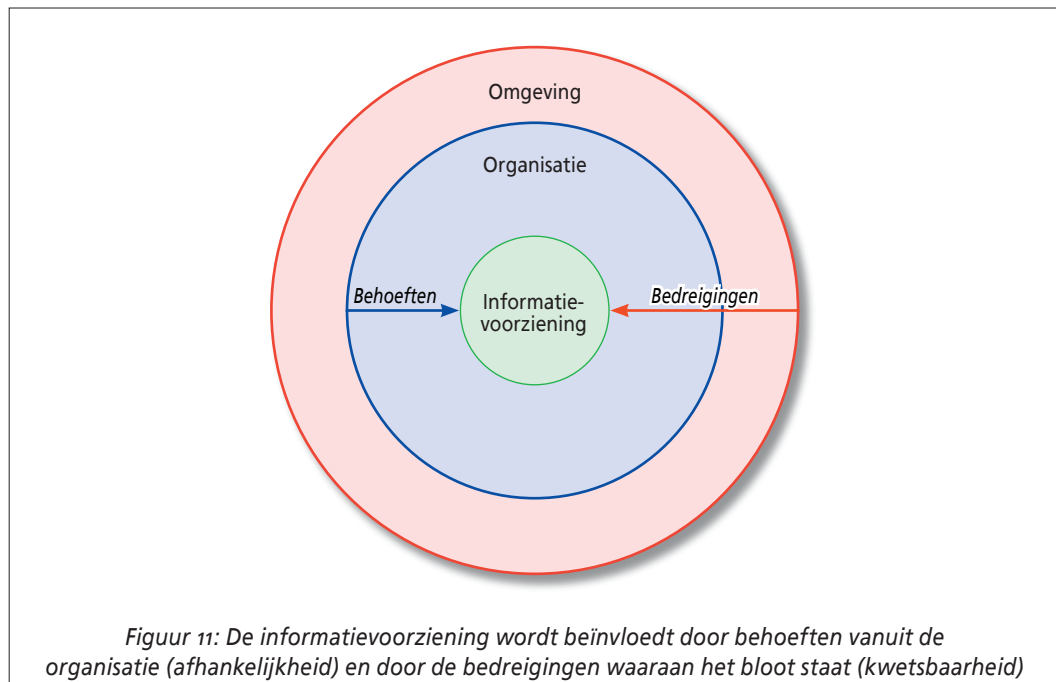 Omgeving
Organisatie
Behoeften
Informatie-
voorziening
Bedreigingen
Figuur 11: De informatievoorziening wordt beïnvloedt door behoeften vanuit de
organisatie (afhankelijkheid) en door de bedreigingen waaraan het bloot staat (kwetsbaarheid)